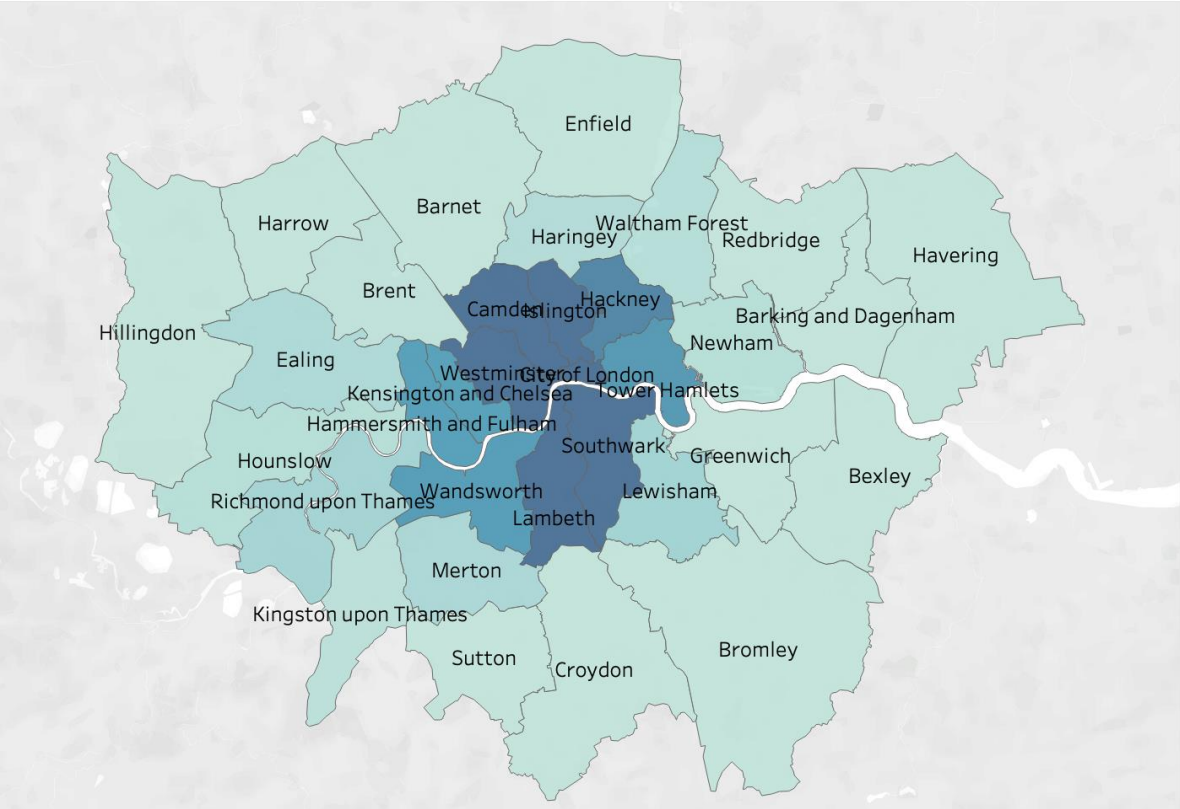 Enfield
Barnet
Harrow
Waltham Forest
Haringey
Redbridge
Havering
Brent
Hackney
Camden
Islington
Barking and Dagenham
Hillingdon
Newham
Ealing
Westminster
City of London
Tower Hamlets
Kensington and Chelsea
Hammersmith and Fulham
Southwark
Greenwich
Hounslow
Bexley
Wandsworth
Lewisham
Richmond upon Thames
Lambeth
Merton
Kingston upon Thames
Bromley
Sutton
Croydon